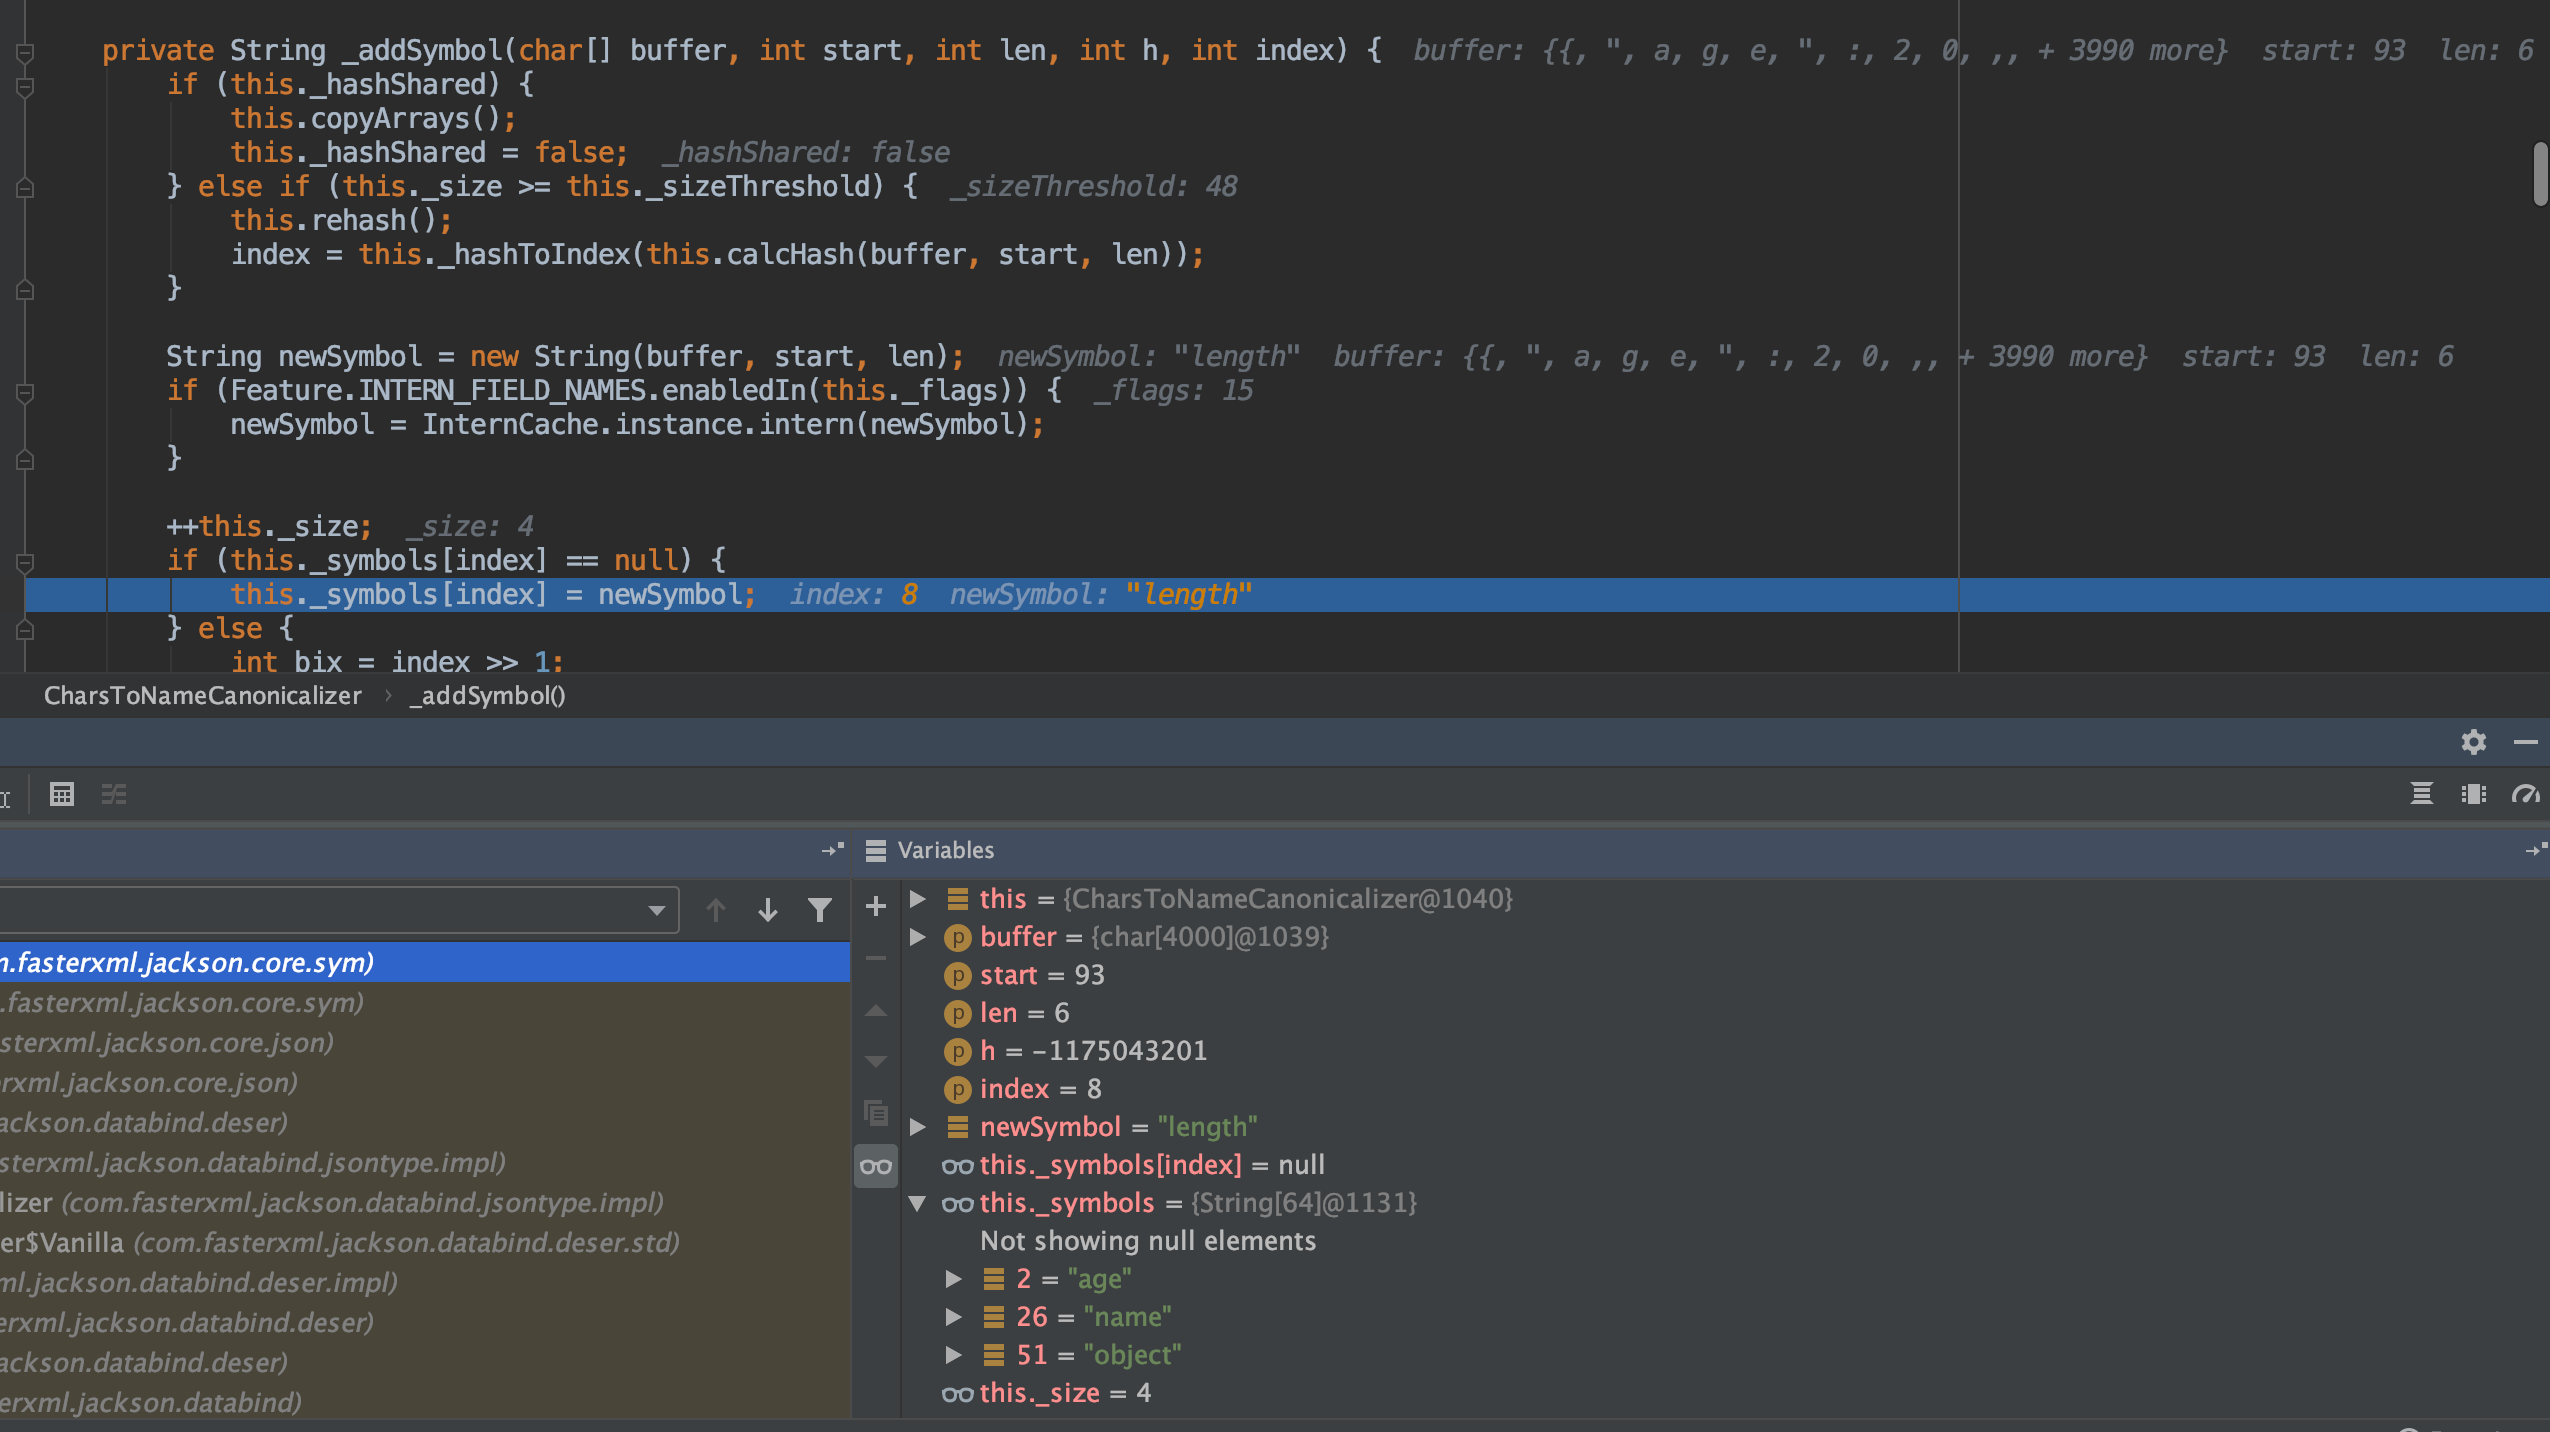 private String _addSymbol(char[] buffer, int start, int len, int h, int index) {  buffer: {{, ", a, g, e, ", :, 2, 0, ,, + 3990 more}  start: 93  len: 6
if (this._hashShared) {
this.copyArrays();
this._hashShared = false;  _hashShared: false
} else if (this._size >= this._sizeThreshold) {  _sizeThreshold: 48
this.rehash();
index = this._hashToIndex(this.calcHash(buffer, start, len));
}
String newSymbol = new String(buffer, start, len);  newSymbol: "length"  buffer: {{, ", a, g, e, ", :, 2, 0, ,, + 3990 more}  start: 93  len: 6
if (Feature.INTERN_FIELD_NAMES.enabledIn(this._flags)) {  _flags: 15
newSymbol = InternCache.instance.intern(newSymbol);
}
++this._size;  _size: 4
if (this._symbols[index] == null) {
this._symbols[index] = newSymbol;  index: 8  newSymbol: "length"
} else {
int bix = index >> 1;
CharsToNameCanonicalizer › _addSymbol()
Variables
.fasterxml.jackson.core.sym)
.fasterxml.jackson.core.sym)
sterxml.jackson.core.json)
rxml.jackson.core.json)
ackson.databind.deser)
sterxml.jackson.databind.jsontype.impl)
lizer (com.fasterxml.jackson.databind.jsontype.impl)
er$Vanilla (com.fasterxml.jackson.databind.deser.std)
ml.jackson.databind.deser.impl)
erxml.jackson.databind.deser)
ackson.databind.deser)
terxml.jackson.databind)
this = {CharsToNameCanonicalizer@1040}
p buffer = {char[4000]@1039}
p start = 93
p len = 6
p h = -1175043201
p index = 8
newSymbol = "length"
this._symbols[index] = null
this._symbols = {String[64]@1131}
Not showing null elements
2 = "age"
26 = "name"
51 = "object"
this._size = 4